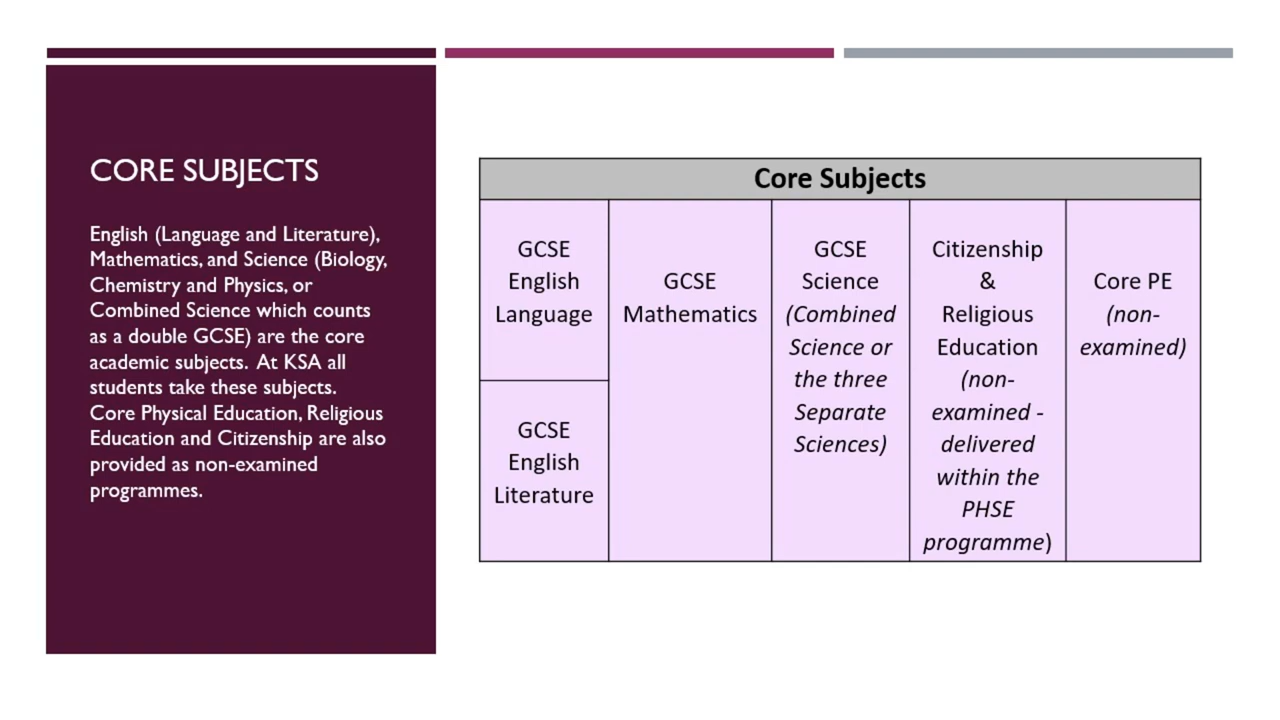 CORE SUBJECTS
English (Language and Literature),
Mathematics, and Science (Biology,
Chemistry and Physics, or
Combined Science which counts
as a double GCSE) are the core
academic subjects. At KSA all
students take these subjects.
Core Physical Education, Religious
Education and Citizenship are also
provided as non-examined
programmes.
Core Subjects
GCSE
English
Language
GCSE
English
Literature
GCSE
Mathematics
GCSE
Science
(Combined
Science or
the three
Separate
Sciences)
Citizenship
&
Religious
Education
(non-
examined -
delivered
within the
PHSE
programme)
Core PE
(non-
examined)